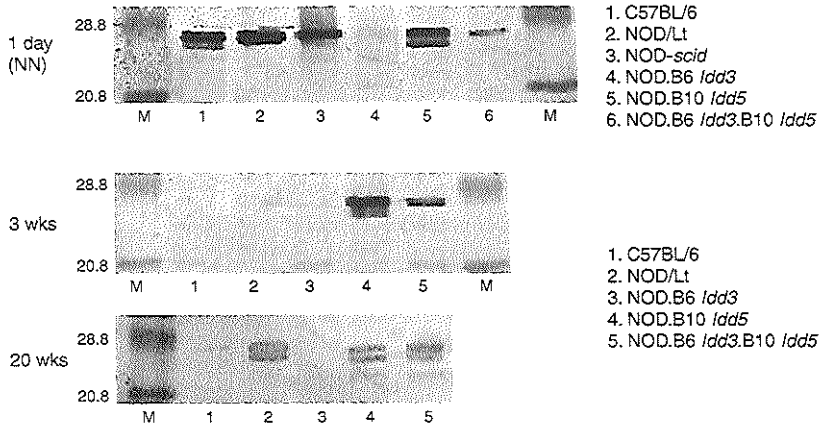 1 day
(NN)
28.8
20.8
M 1 2 3 4 5 6 M
1. C57BL/6
2. NOD/Lt
3. NOD-scid
4. NOD.B6 Idd3
5. NOD.B10 Idd5
6. NOD.B6 Idd3.B10 Idd5
3 wks
28.8
20.8
M 1 2 3 4 5 M
20 wks
28.8
20.8
M 1 2 3 4 5
1. C57BL/6
2. NOD/Lt
3. NOD.B6 Idd3
4. NOD.B10 Idd5
5. NOD.B6 Idd3.B10 Idd5